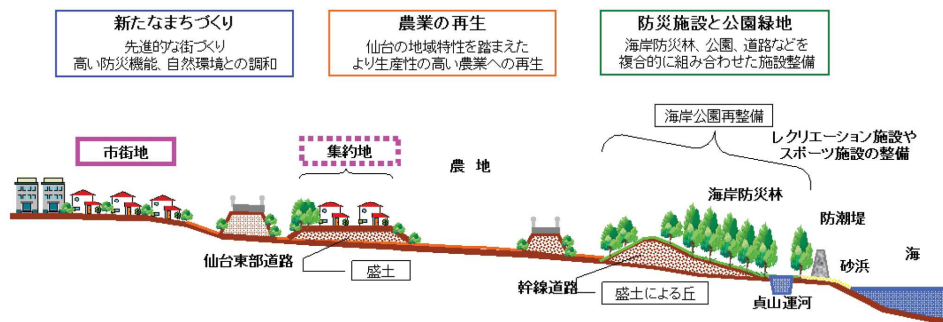 新たなまちづくり
先進的な街づくり
高い防災機能、自然環境との調和
農業の再生
仙台の地域特性を踏まえた
より生産性の高い農業への再生
防災施設と公園緑地
海岸防災林、公園、道路などを
複合的に組み合わせた施設整備
海岸公園再整備
レクリエーション施設や
スポーツ施設の整備
市街地
集約地
農 地
海岸防災林
防潮堤
砂浜
海
仙台東部道路
盛土
幹線道路
盛土による丘
貞山運河